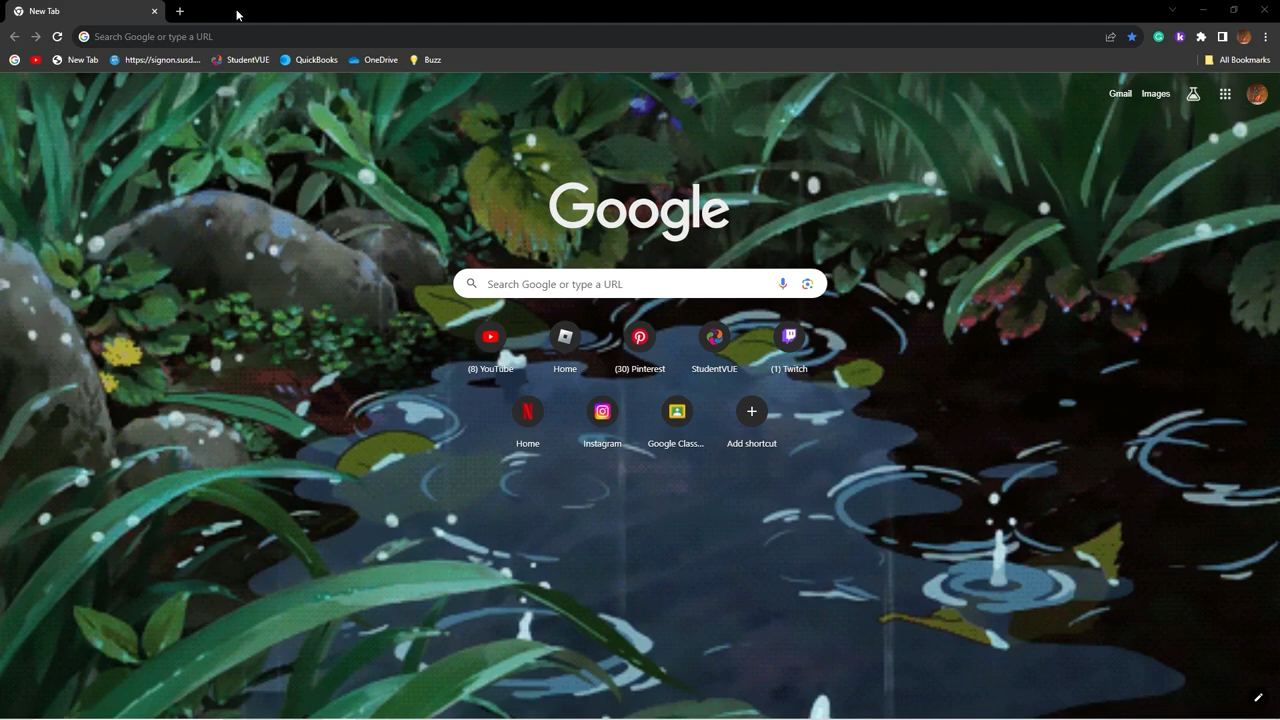 New Tab
Search Google or type a URL
New Tab https://signon.susd.... StudentVUE QuickBooks OneDrive Buzz All Bookmarks
Gmail Images
Google
Search Google or type a URL
(8) YouTube Home (30) Pinterest StudentVUE (1) Twitch
Home Instagram Google Class... Add shortcut